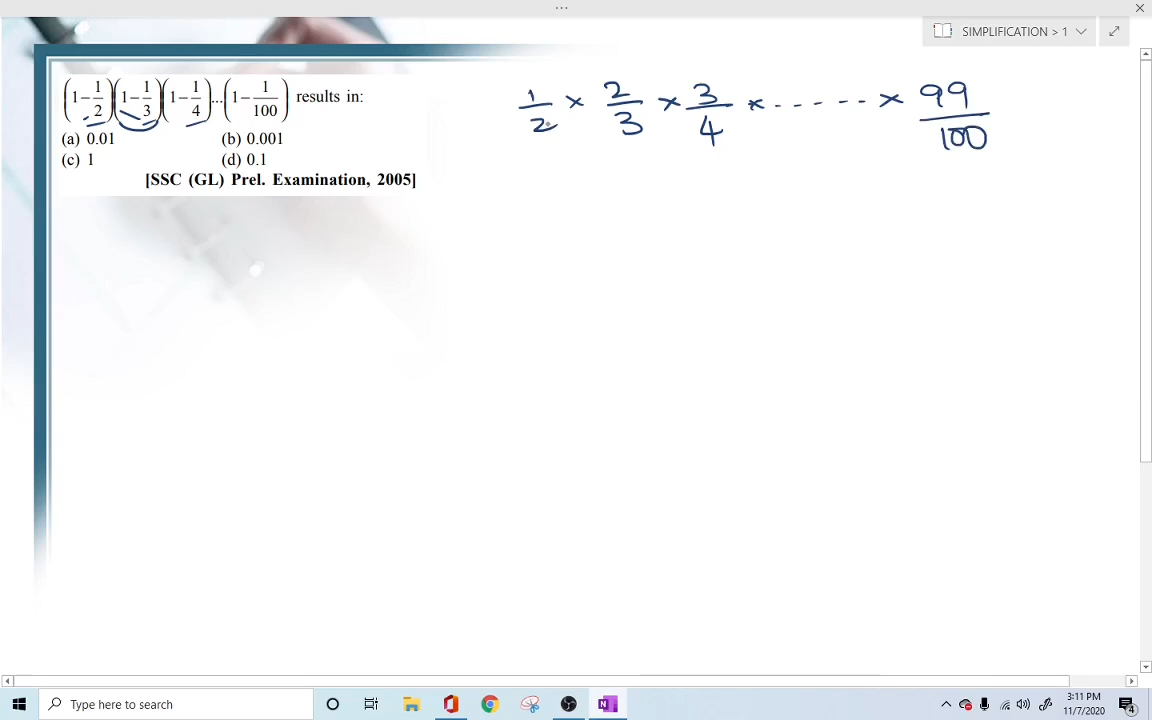 SIMPLIFICATION > 1
(1-1/2)(1-1/3)(1-1/4)...(1-1/100) results in:
(a) 0.01 (b) 0.001
(c) 1 (d) 0.1
[SSC (GL) Prel. Examination, 2005]
1/2 × 2/3 × 3/4 × ------ × 99/100
Type here to search
3:11 PM
11/7/2020
4